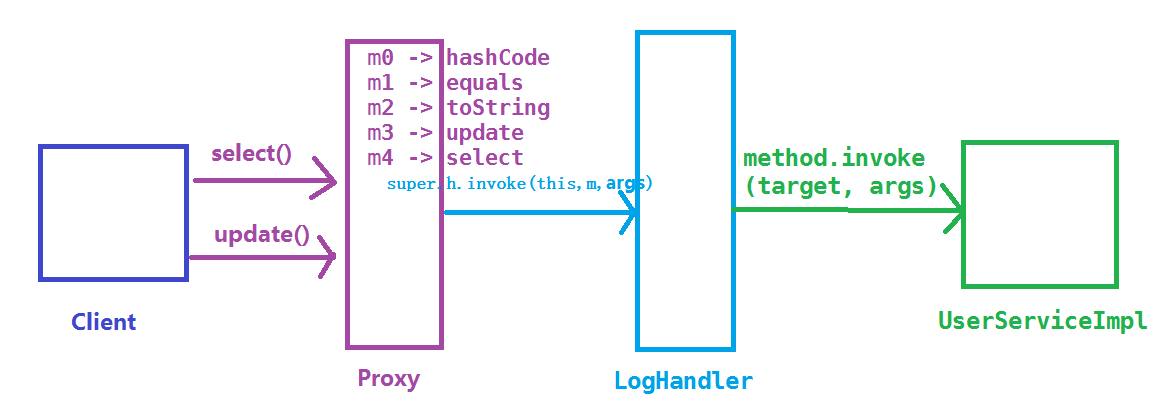 m0 -> hashCode
m1 -> equals
m2 -> toString
m3 -> update
m4 -> select
select()
super.h.invoke(this,m,args)
update()
method.invoke
(target, args)
Client
Proxy
LogHandler
UserServiceImpl